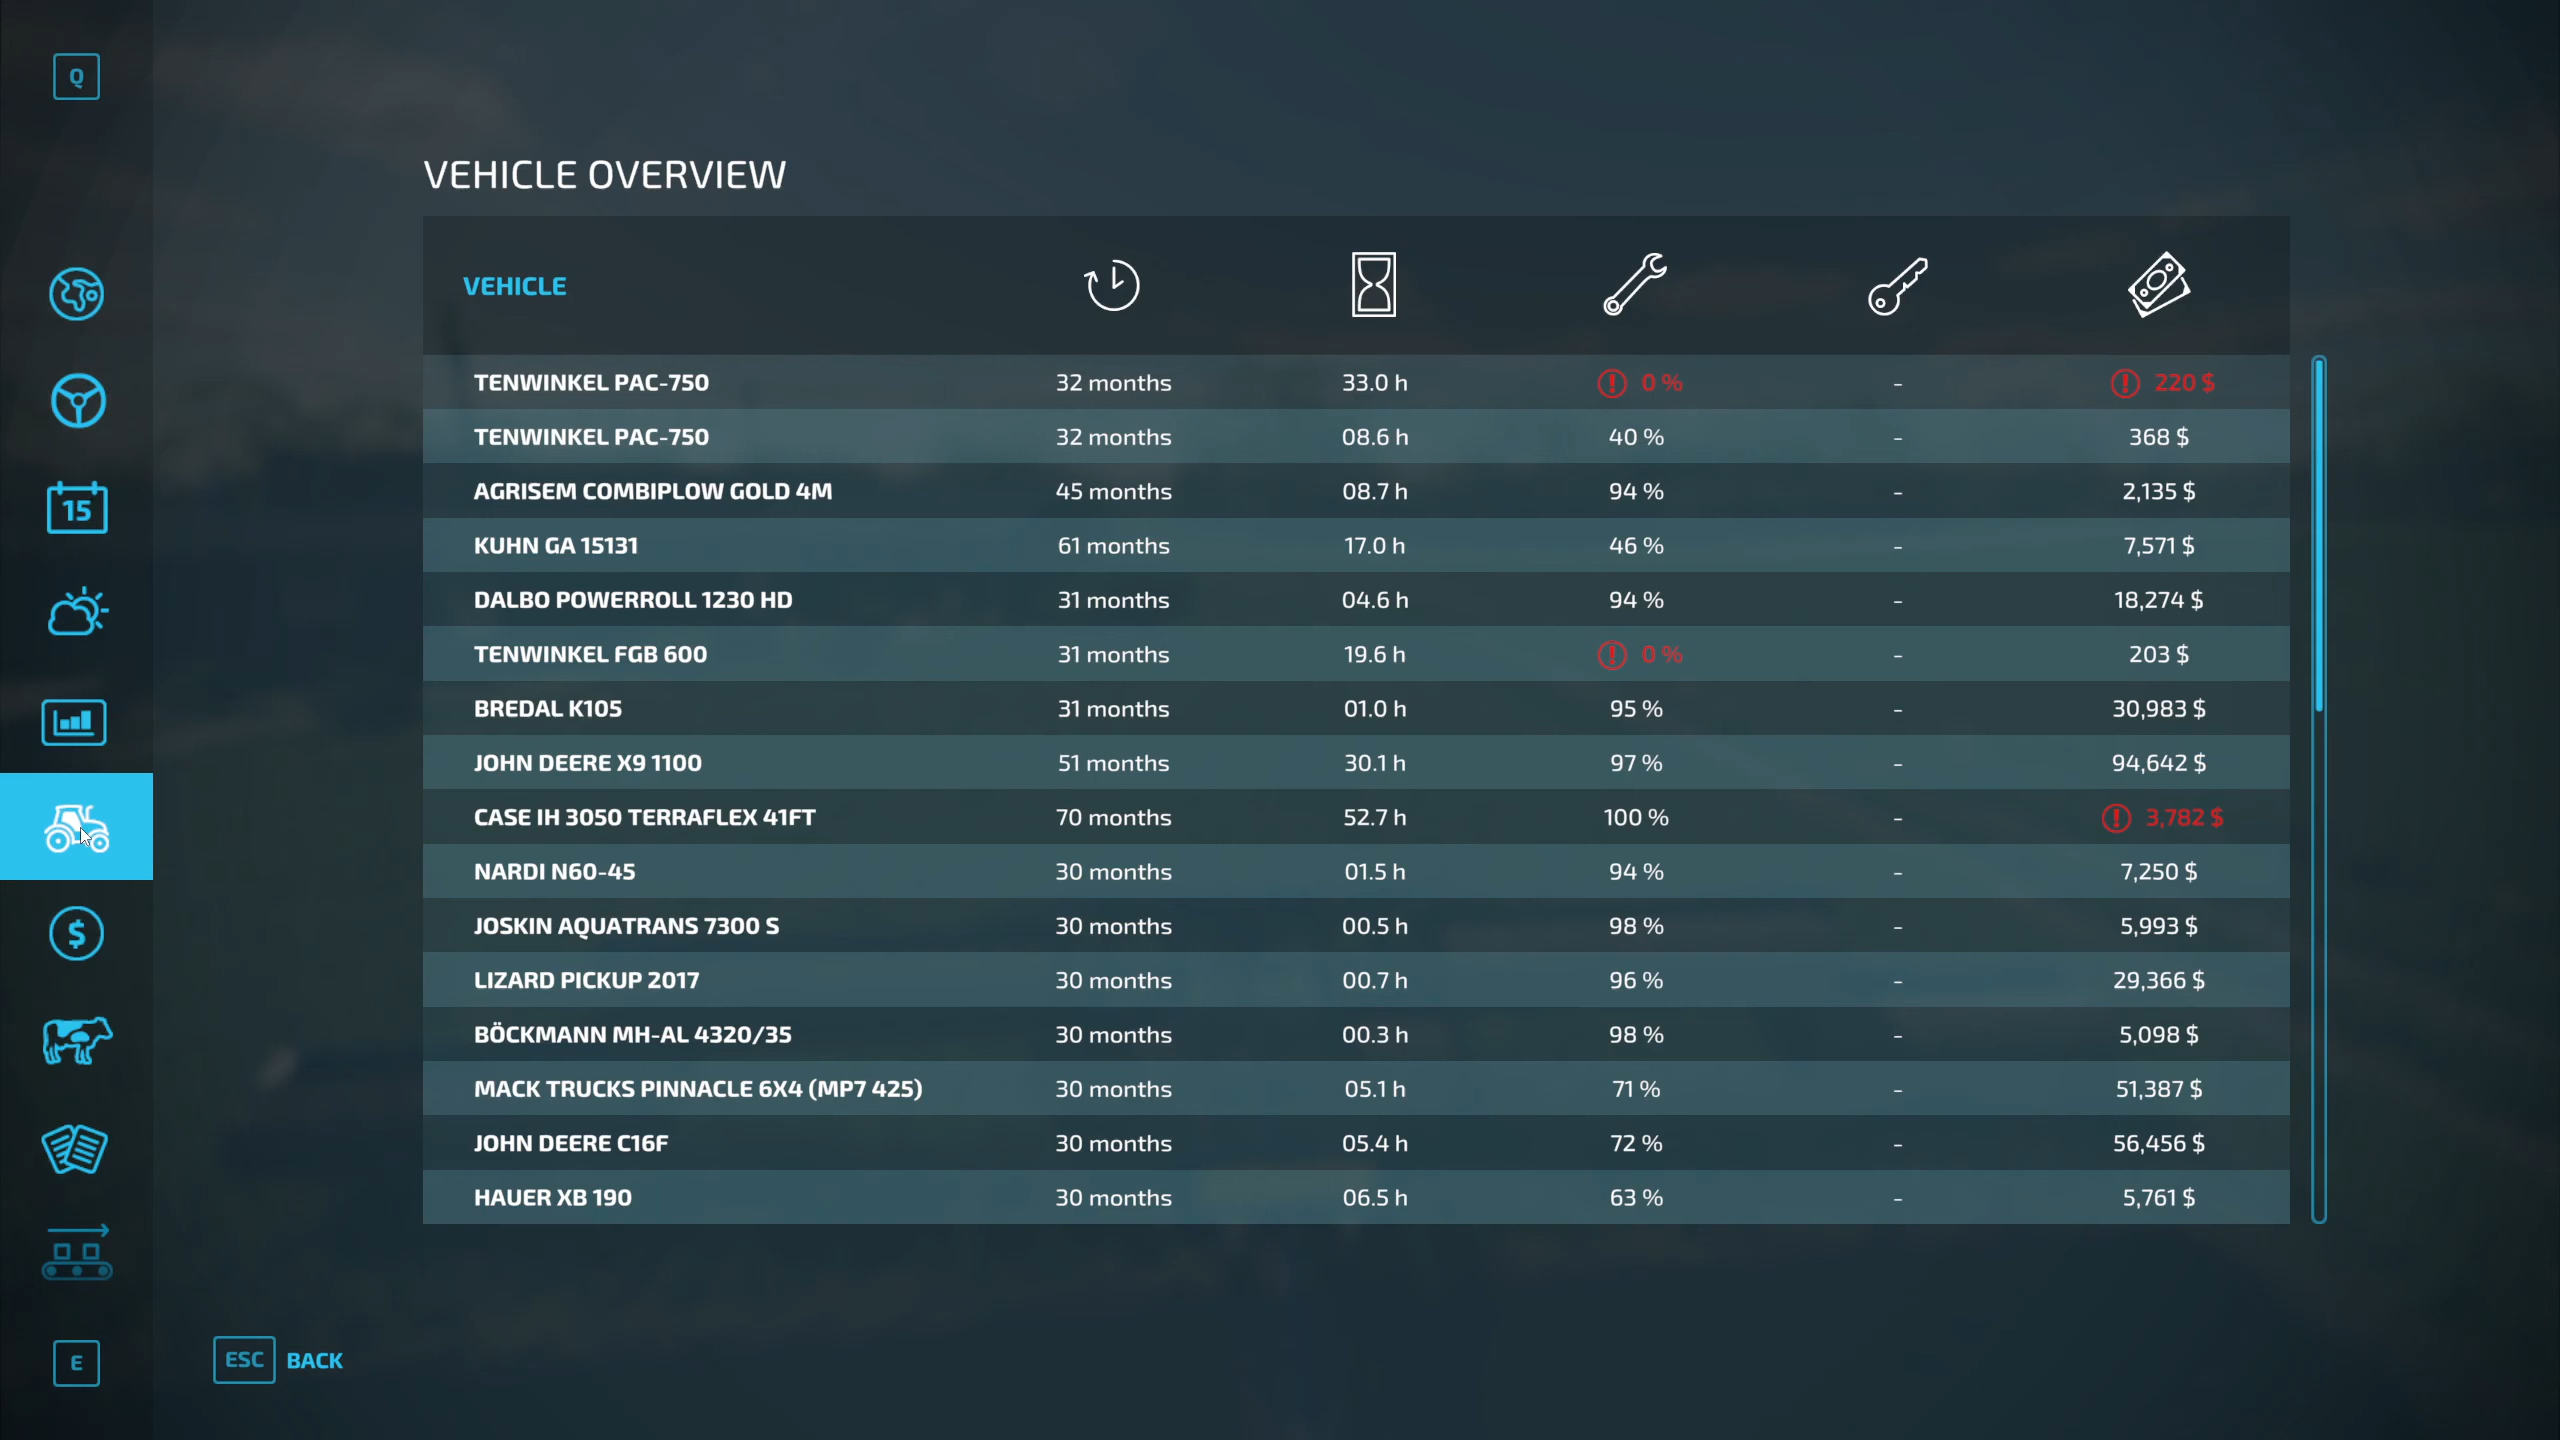 Q
VEHICLE OVERVIEW
VEHICLE
TENWINKEL PAC-750 32 months 33.0 h 0 % - 220 $
TENWINKEL PAC-750 32 months 08.6 h 40 % - 368 $
AGRISEM COMBIPLOW GOLD 4M 45 months 08.7 h 94 % - 2,135 $
KUHN GA 15131 61 months 17.0 h 46 % - 7,571 $
DALBO POWERROLL 1230 HD 31 months 04.6 h 94 % - 18,274 $
TENWINKEL FGB 600 31 months 19.6 h 0 % - 203 $
BREDAL K105 31 months 01.0 h 95 % - 30,983 $
JOHN DEERE X9 1100 51 months 30.1 h 97 % - 94,642 $
CASE IH 3050 TERRAFLEX 41FT 70 months 52.7 h 100 % - 3,782 $
NARDI N60-45 30 months 01.5 h 94 % - 7,250 $
JOSKIN AQUATRANS 7300 S 30 months 00.5 h 98 % - 5,993 $
LIZARD PICKUP 2017 30 months 00.7 h 96 % - 29,366 $
BÖCKMANN MH-AL 4320/35 30 months 00.3 h 98 % - 5,098 $
MACK TRUCKS PINNACLE 6X4 (MP7 425) 30 months 05.1 h 71 % - 51,387 $
JOHN DEERE C16F 30 months 05.4 h 72 % - 56,456 $
HAUER XB 190 30 months 06.5 h 63 % - 5,761 $
15
$
E
ESC BACK